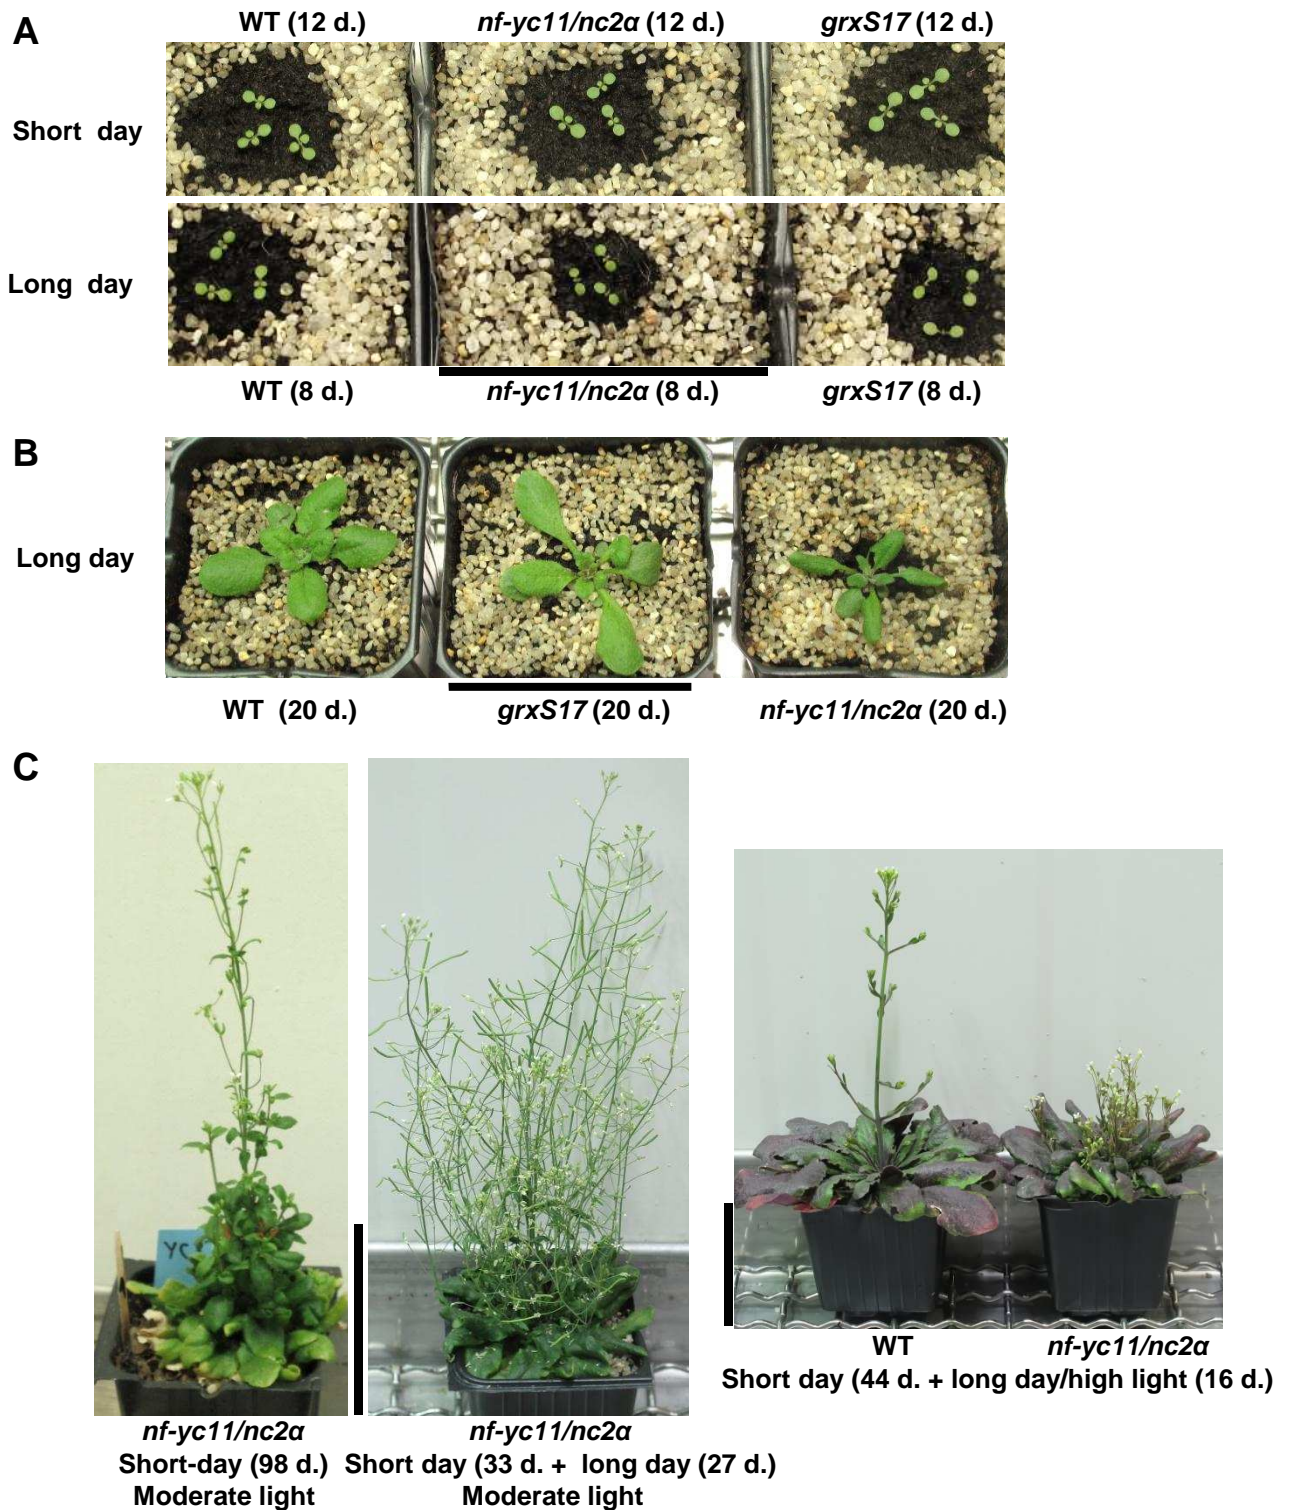 A
WT (12 d.)
nf-yc11/nc2α (12 d.)
grxS17 (12 d.)
Short day
Long day
WT (8 d.)
nf-yc11/nc2α (8 d.)
grxS17 (8 d.)
B
Long day
WT (20 d.)
grxS17 (20 d.)
nf-yc11/nc2α (20 d.)
C
YC
nf-yc11/nc2α
Short-day (98 d.)
Moderate light
nf-yc11/nc2α
Short day (33 d. + long day (27 d.)
Moderate light
WT
nf-yc11/nc2α
Short day (44 d. + long day/high light (16 d.)